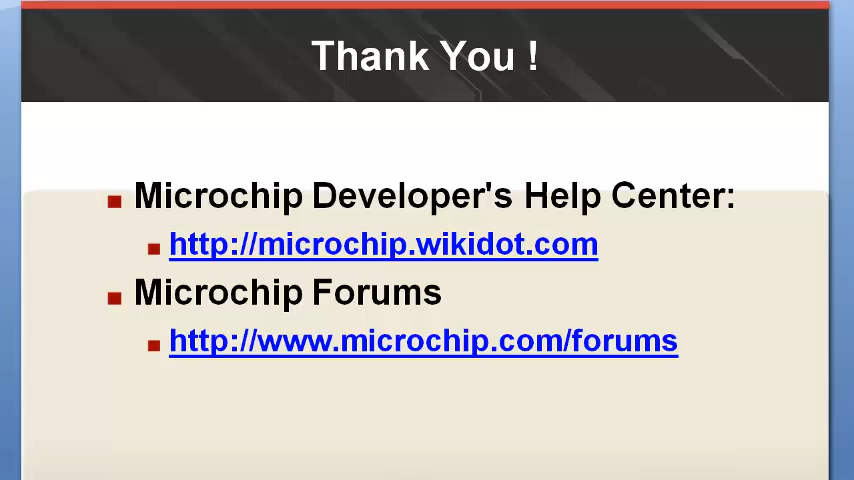 Thank You !
Microchip Developer's Help Center:
http://microchip.wikidot.com
Microchip Forums
http://www.microchip.com/forums